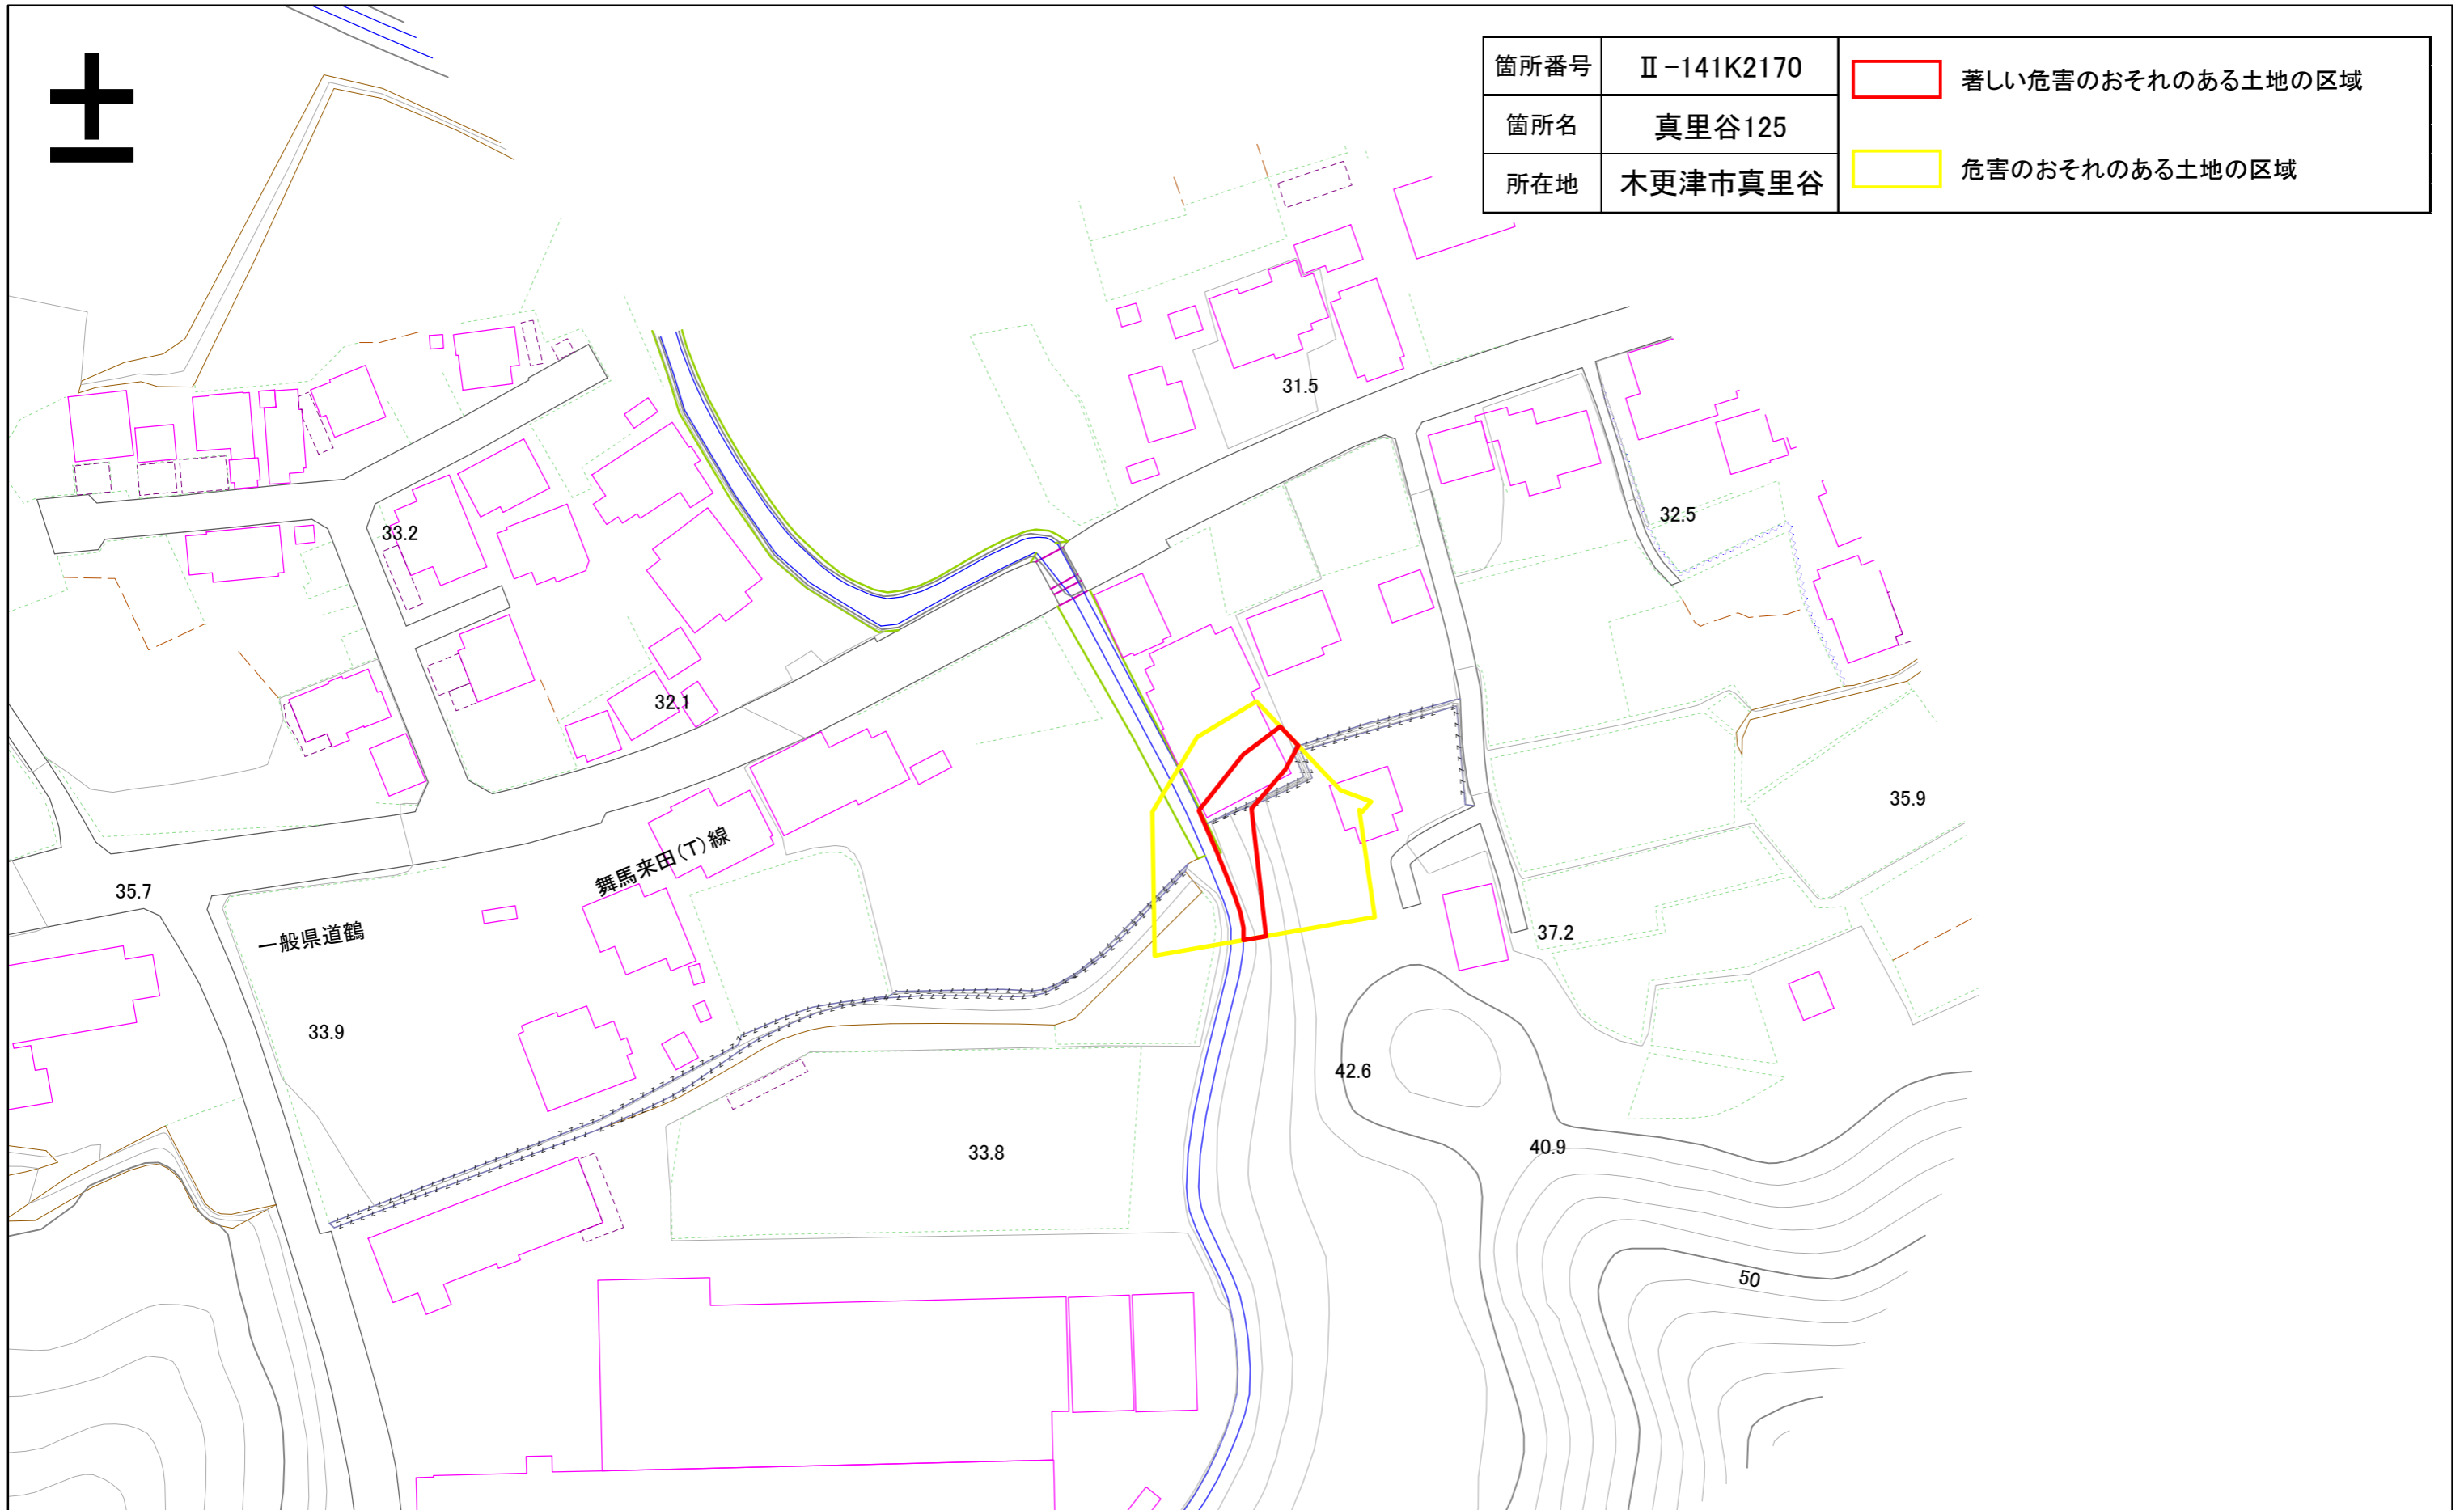 箇所番号 Ⅱ-141K2170
箇所名 真里谷125
所在地 木更津市真里谷
著しい危害のおそれのある土地の区域
危害のおそれのある土地の区域
±
31.5
33.2
32.5
32.1
35.9
舞馬来田(T)線
35.7
一般県道鶴
37.2
33.9
42.6
40.9
33.8
50